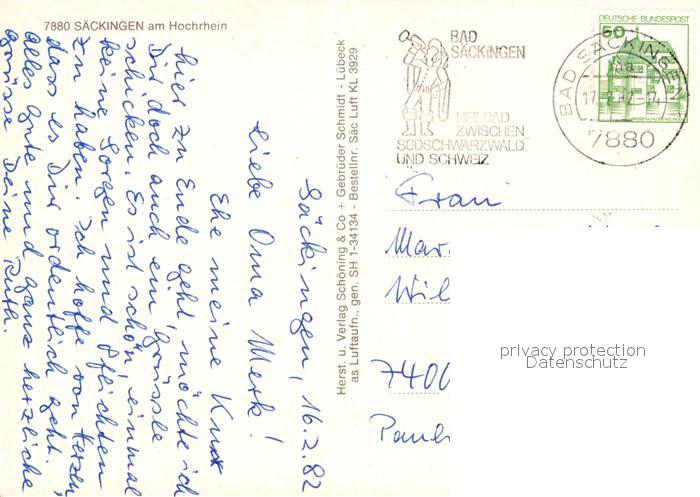 7880 SÄCKINGEN am Hochrhein
Säckingen, 16.2.82
Liebe Oma Merk!
Ehe meine Kur
hier zu Ende geht, möchte ich
Dir doch auch ein Grüssle
schicken. Es ist schön, einmal
keine Sorgen und Pflichten
zu haben. Ich hoffe von Herzen,
dass es Dir ordentlich geht.
Alles Gute und ganz herzliche
Grüsse Deine Ruth.
Herst. u. Verlag Schöning & Co + Gebrüder Schmidt - Lübeck
as Luftaufn., gen. SH 1-34134 - Bestellnr. Säc Luft KL 3929
BAD
SÄCKINGEN
HEILBAD
ZWISCHEN
SÜDSCHWARZWALD
UND SCHWEIZ
BAD SÄCKINGEN
7880
DEUTSCHE BUNDESPOST
50
Frau
7400
privacy protection
Datenschutz